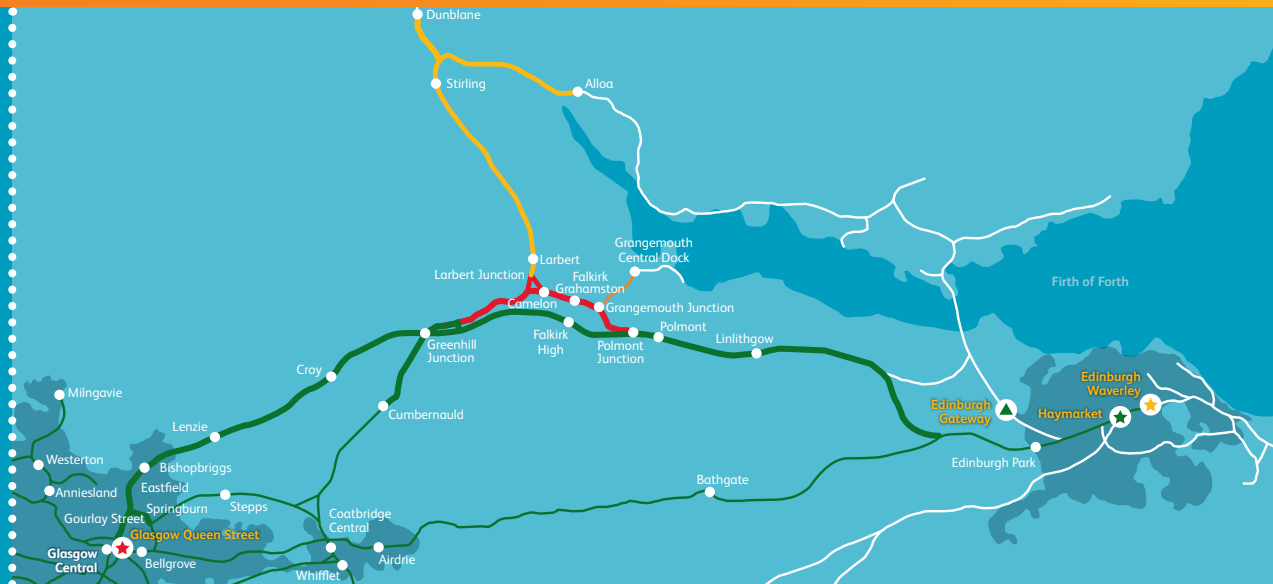 Dunblane
Stirling
Alloa
Grangemouth
Central Dock
Larbert
Larbert Junction
Falkirk
Grahamston
Camelon
Grangemouth Junction
Firth of Forth
Falkirk
High
Polmont
Polmont
Junction
Linlithgow
Greenhill
Junction
Croy
Edinburgh
Waverley
Milngavie
Cumbernauld
Edinburgh
Gateway
Haymarket
Lenzie
Westerton
Bishopbriggs
Edinburgh Park
Bathgate
Anniesland
Eastfield
Springburn
Stepps
Gourlay Street
Coatbridge
Central
Glasgow Queen Street
Glasgow
Central
Bellgrove
Airdrie
Whifflet